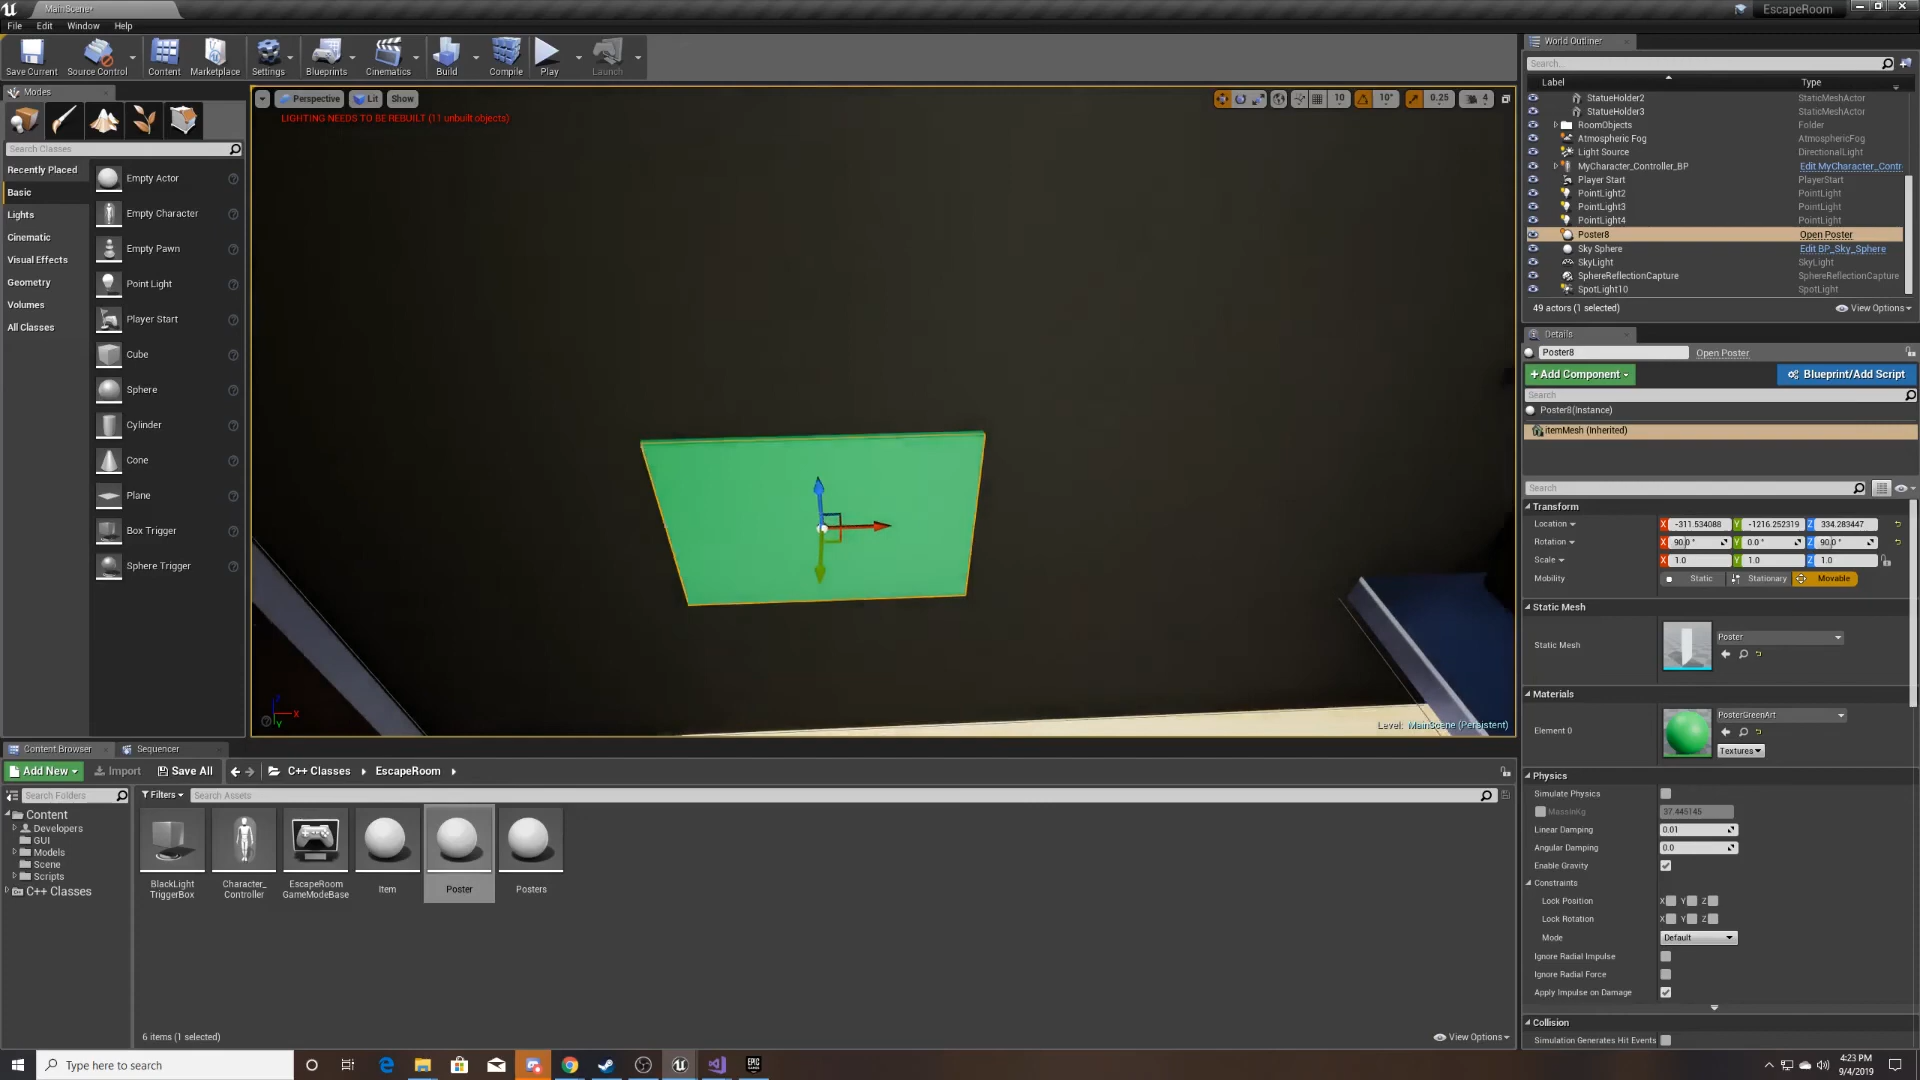 MainScene*
EscapeRoom
File Edit Window Help
Save Current Source Control Content Marketplace Settings Blueprints Cinematics Build Compile Play Launch
Modes
Search Classes
Recently Placed
Basic
Lights
Cinematic
Visual Effects
Geometry
Volumes
All Classes
Empty Actor
Empty Character
Empty Pawn
Point Light
Player Start
Cube
Sphere
Cylinder
Cone
Plane
Box Trigger
Sphere Trigger
Perspective Lit Show
10 10° 0.25 4
LIGHTING NEEDS TO BE REBUILT (11 unbuilt objects)
X
Y
Level: MainScene (Persistent)
World Outliner
Search...
Label Type
StatueHolder2 StaticMeshActor
StatueHolder3 StaticMeshActor
RoomObjects Folder
Atmospheric Fog AtmosphericFog
Light Source DirectionalLight
MyCharacter_Controller_BP Edit MyCharacter_Contr
Player Start PlayerStart
PointLight2 PointLight
PointLight3 PointLight
PointLight4 PointLight
Poster8 Open Poster
Sky Sphere Edit BP_Sky_Sphere
SkyLight SkyLight
SphereReflectionCapture SphereReflectionCapture
SpotLight10 SpotLight
49 actors (1 selected) View Options
Details
Poster8 Open Poster
+Add Component Blueprint/Add Script
Search
Poster8(Instance)
itemMesh (Inherited)
Search
Transform
Location X -311.534088 Y -1216.252319 Z 334.283447
Rotation X 90.0° Y 0.0° Z 90.0°
Scale X 1.0 Y 1.0 Z 1.0
Mobility Static Stationary Movable
Static Mesh
Static Mesh Poster
Materials
Element 0 PosterGreenArt
Textures
Physics
Simulate Physics
MassInKg 37.445145
Linear Damping 0.01
Angular Damping 0.0
Enable Gravity
Constraints
Lock Position X Y Z
Lock Rotation X Y Z
Mode Default
Ignore Radial Impulse
Ignore Radial Force
Apply Impulse on Damage
Collision
Simulation Generates Hit Events
Content Browser Sequencer
Add New Import Save All C++ Classes EscapeRoom
Search Folders Filters Search Assets
Content
Developers
GUI
Models
Scene
Scripts
C++ Classes
BlackLight TriggerBox
Character_ Controller
EscapeRoom GameModeBase
Item
Poster
Posters
6 items (1 selected) View Options
Type here to search
EPIC GAMES
4:23 PM
9/4/2019